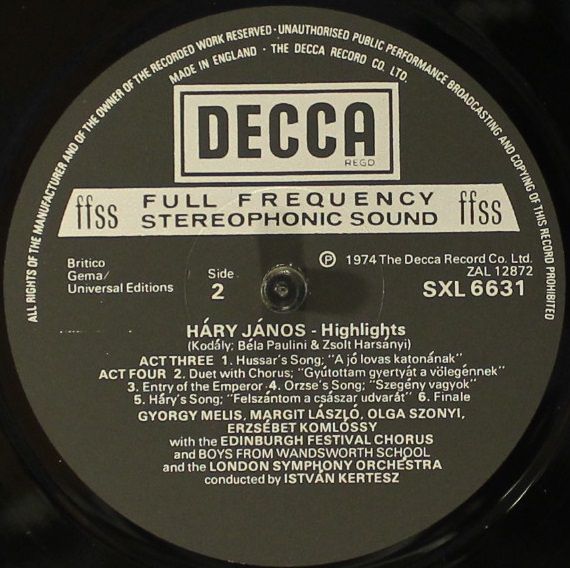 ALL RIGHTS OF THE MANUFACTURER AND OF THE OWNER OF THE RECORDED WORK RESERVED · UNAUTHORISED PUBLIC PERFORMANCE BROADCASTING AND COPYING OF THIS RECORD PROHIBITED
MADE IN ENGLAND · THE DECCA RECORD CO. LTD.
DECCA
REGD
ffss FULL FREQUENCY ffss
STEREOPHONIC SOUND
Britico
Gema/
Universal Editions
Side
2
Ⓟ 1974 The Decca Record Co. Ltd.
ZAL 12872
SXL 6631
HÁRY JÁNOS - Highlights
(Kodály; Béla Paulini & Zsolt Harsanyi)
ACT THREE 1. Hussar's Song; "A jó lovas katonának"
ACT FOUR 2. Duet with Chorus; "Gyútottam gyertyát a völegénnek"
3. Entry of the Emperor 4. Orzse's Song; "Szegény vagyok"
5. Háry's Song; "Felszántom a császar udvarát" 6. Finale
GYORGY MELIS, MARGIT LÁSZLÓ, OLGA SZONYI,
ERZSÉBET KOMLÓSSY
with the EDINBURGH FESTIVAL CHORUS
and BOYS FROM WANDSWORTH SCHOOL
and the LONDON SYMPHONY ORCHESTRA
conducted by ISTVÁN KERTESZ